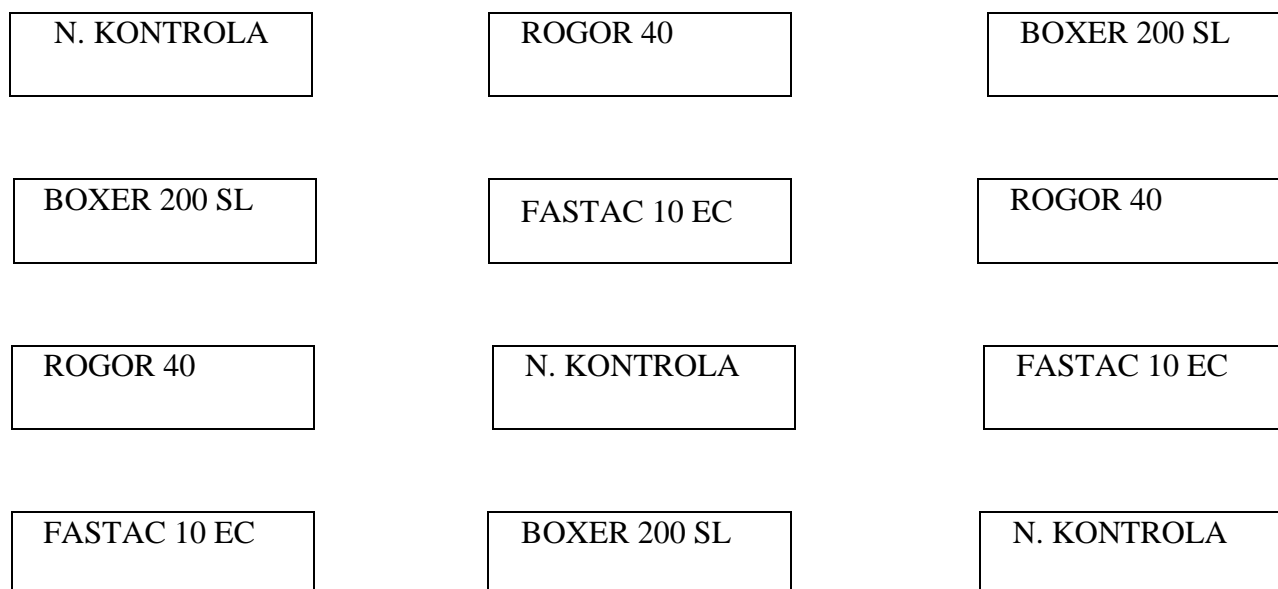 N. KONTROLA
ROGOR 40
BOXER 200 SL
BOXER 200 SL
FASTAC 10 EC
ROGOR 40
ROGOR 40
N. KONTROLA
FASTAC 10 EC
FASTAC 10 EC
BOXER 200 SL
N. KONTROLA